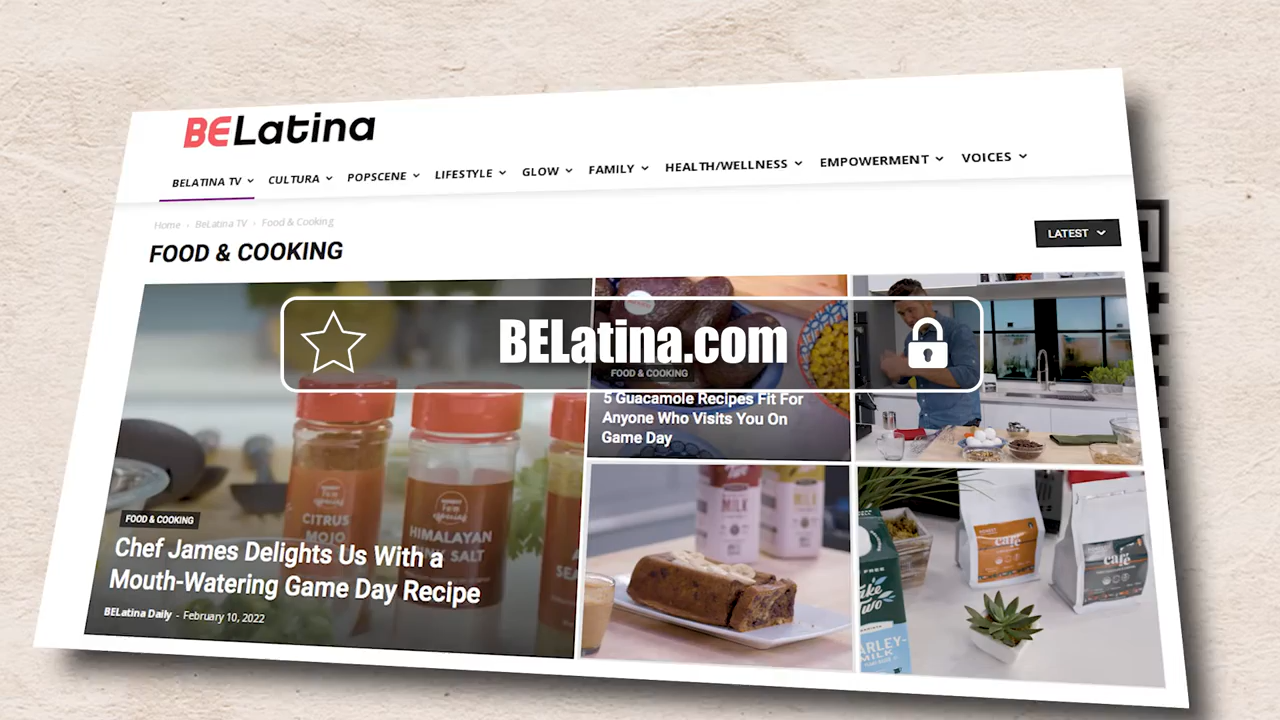 BELatina
BELATINA TV CULTURA POPSCENE LIFESTYLE GLOW FAMILY HEALTH/WELLNESS EMPOWERMENT VOICES
Home › BeLatina TV › Food & Cooking
FOOD & COOKING
LATEST
BELatina.com
FOOD & COOKING
5 Guacamole Recipes Fit For
Anyone Who Visits You On
Game Day
CITRUS
MOJO
HIMALAYAN
SALT
FOOD & COOKING
Chef James Delights Us With a
Mouth-Watering Game Day Recipe
BELatina Daily - February 10, 2022
MILK
MILK
café
café